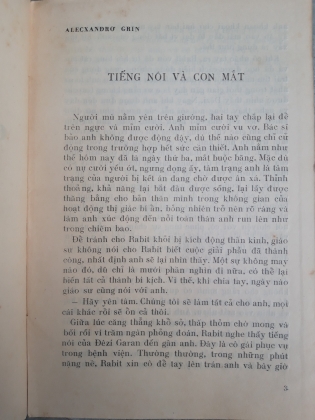 ALECXANDRƠ GRIN
TIẾNG NÓI VÀ CON MẮT
Người mù nằm yên trên giường, hai tay chắp lại để
trên ngực và mỉm cười. Anh mỉm cười vu vơ. Bác sĩ
bảo anh không được động đậy, dù thế nào cũng chỉ cử
động trong trường hợp hết sức cần thiết. Anh nằm như
thế hôm nay đã là ngày thứ ba, mắt buộc băng. Mặc dù
có nụ cười yếu ớt, ngưng đọng ấy, tâm trạng anh là tâm
trạng của người bị kết án đang chờ được ân xá. Thỉnh
thoảng, khả năng lại bắt đầu được sống, lại lấy được
thăng bằng cho bản thân mình trong không gian của
hoạt động thị giác bí ẩn, bỗng nhiên trở nên rõ ràng và
làm anh xúc động đến nỗi toàn thân anh run lên như
trong chiêm bao.
Để tránh cho Rabit khỏi bị kích động thần kinh, giáo
sư không nói cho Rabit biết cuộc giải phẫu đã thành
công, nhất định anh sẽ lại nhìn thấy. Một sự không may
nào đó, dù chỉ là mười phần nghìn đi nữa, có thể lại
biến tất cả thành bi kịch. Vì thế, khi chia tay, ngày nào
giáo sư cũng nói với anh:
— Hãy yên tâm. Chúng tôi sẽ làm tất cả cho anh, mọi
cái khác rồi sẽ ổn cả thôi.
Giữa lúc căng thẳng khổ sở, thấp thỏm chờ mong và
bối rối vì trăm ngàn phỏng đoán, Rabit nghe thấy tiếng
nói của Đêzi Garan đến gần anh. Đây là cô gái phục vụ
trong bệnh viện. Thường thường, trong những phút
nặng nề, Rabit xin cô để tay lên trán anh và bây giờ